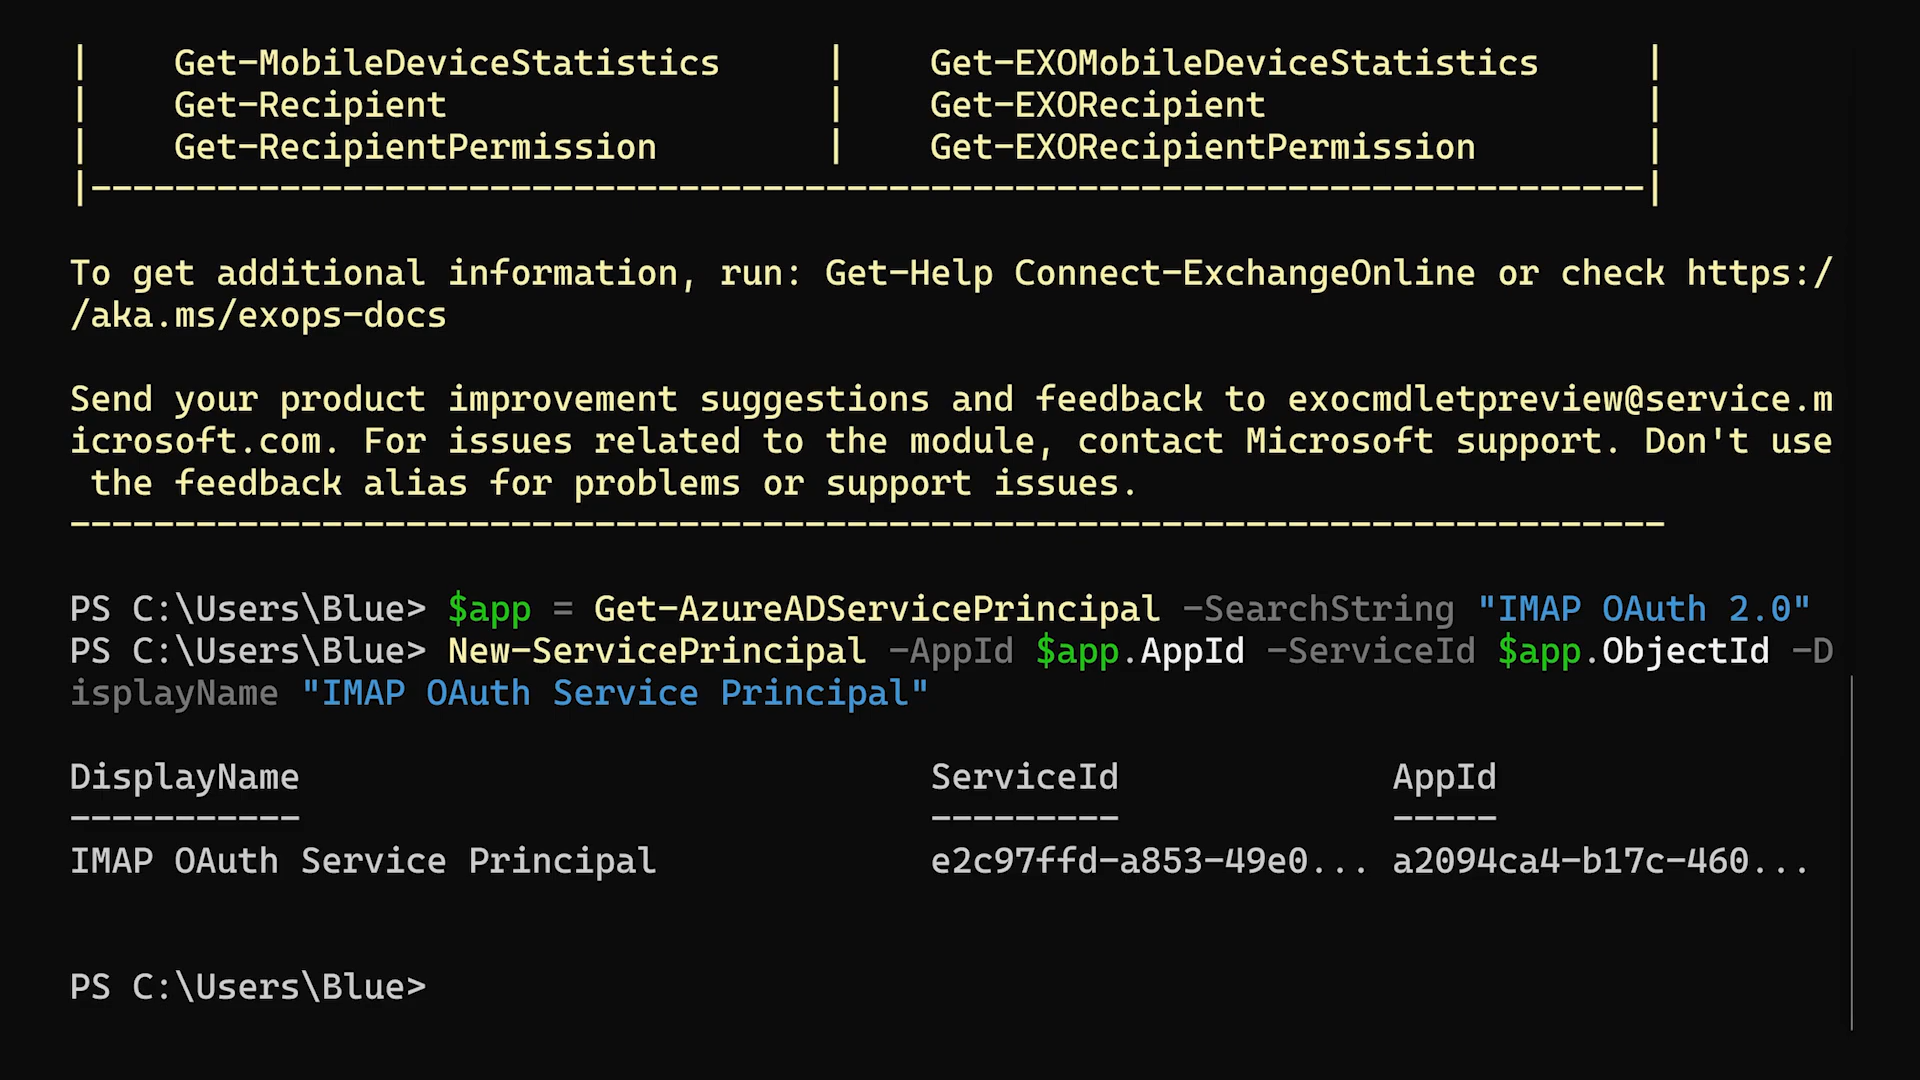 |    Get-MobileDeviceStatistics     |    Get-EXOMobileDeviceStatistics     |
|    Get-Recipient                  |    Get-EXORecipient                  |
|    Get-RecipientPermission        |    Get-EXORecipientPermission        |
|--------------------------------------------------------------------------|
To get additional information, run: Get-Help Connect-ExchangeOnline or check https:/
/aka.ms/exops-docs
Send your product improvement suggestions and feedback to exocmdletpreview@service.m
icrosoft.com. For issues related to the module, contact Microsoft support. Don't use
 the feedback alias for problems or support issues.
----------------------------------------------------------------------------
PS C:\Users\Blue> $app = Get-AzureADServicePrincipal -SearchString "IMAP OAuth 2.0"
PS C:\Users\Blue> New-ServicePrincipal -AppId $app.AppId -ServiceId $app.ObjectId -D
isplayName "IMAP OAuth Service Principal"
DisplayName                              ServiceId             AppId
-----------                              ---------             -----
IMAP OAuth Service Principal             e2c97ffd-a853-49e0... a2094ca4-b17c-460...
PS C:\Users\Blue>